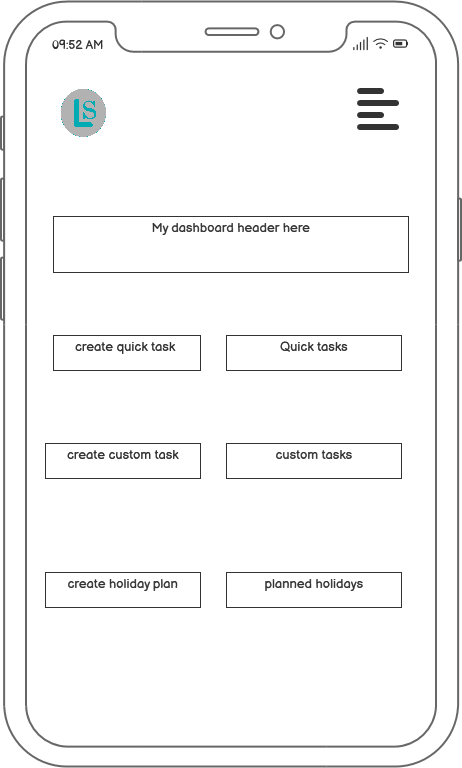 09:52 AM
LS
My dashboard header here
create quick task
Quick tasks
create custom task
custom tasks
create holiday plan
planned holidays